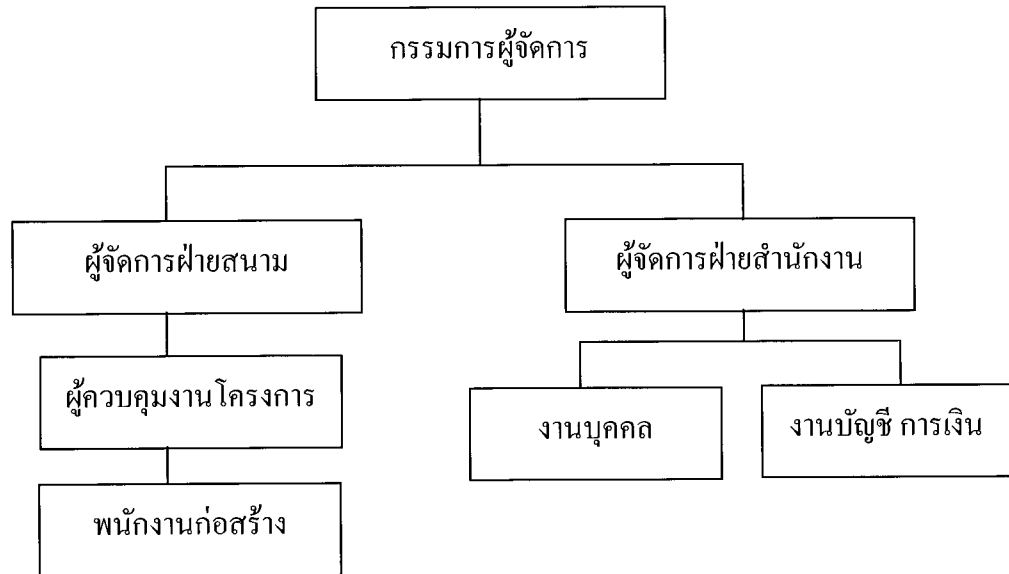 กรรมการผู้จัดการ
ผู้จัดการฝ่ายสนาม
ผู้จัดการฝ่ายสำนักงาน
ผู้ควบคุมงานโครงการ
งานบุคคล
งานบัญชี การเงิน
พนักงานก่อสร้าง